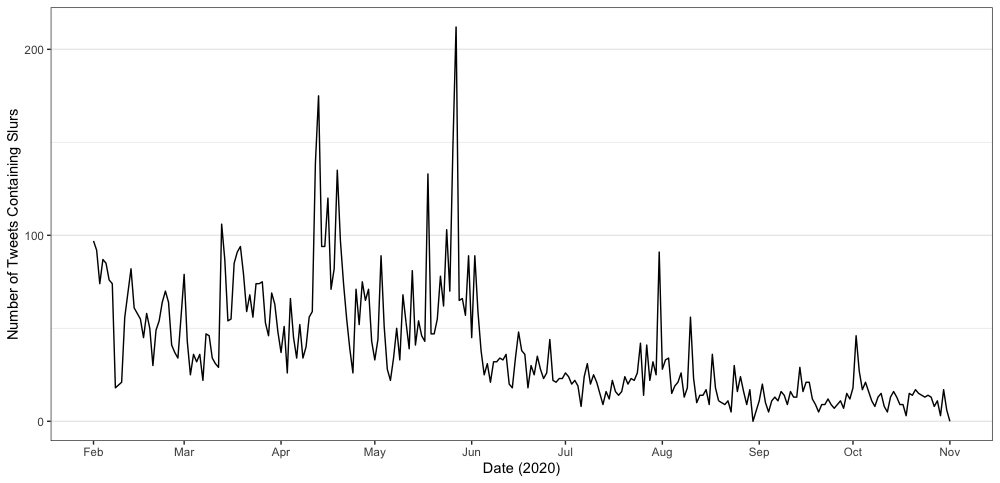 Number of Tweets Containing Slurs
200
100
0
Feb Mar Apr May Jun Jul Aug Sep Oct Nov
Date (2020)